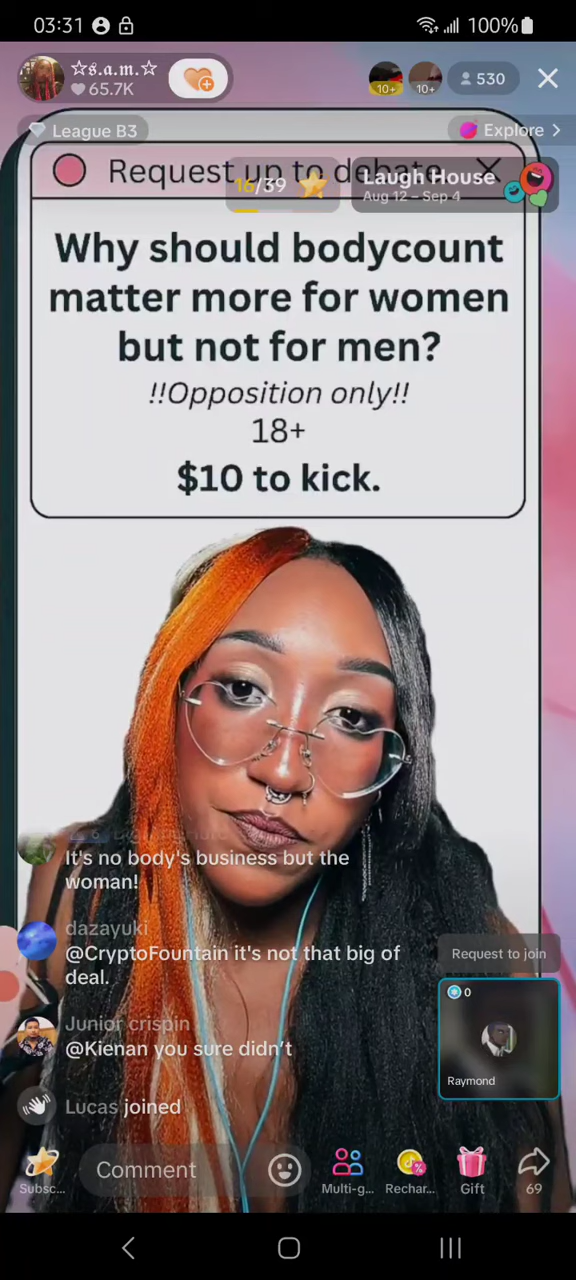 03:31
100%
☆𝔰.𝔞.𝔪.☆
65.7K
10+
10+
530
League B3
Explore >
Request up to debate
16/39
Laugh House
Aug 12 – Sep 4
Why should bodycount
matter more for women
but not for men?
!!Opposition only!!
18+
$10 to kick.
It's no body's business but the
woman!
dazayuki
@CryptoFountain it's not that big of
deal.
Junior crispin
@Kienan you sure didn't
Lucas joined
Request to join
0
Raymond
Subsc...
Comment
Multi-g...
Rechar...
Gift
69